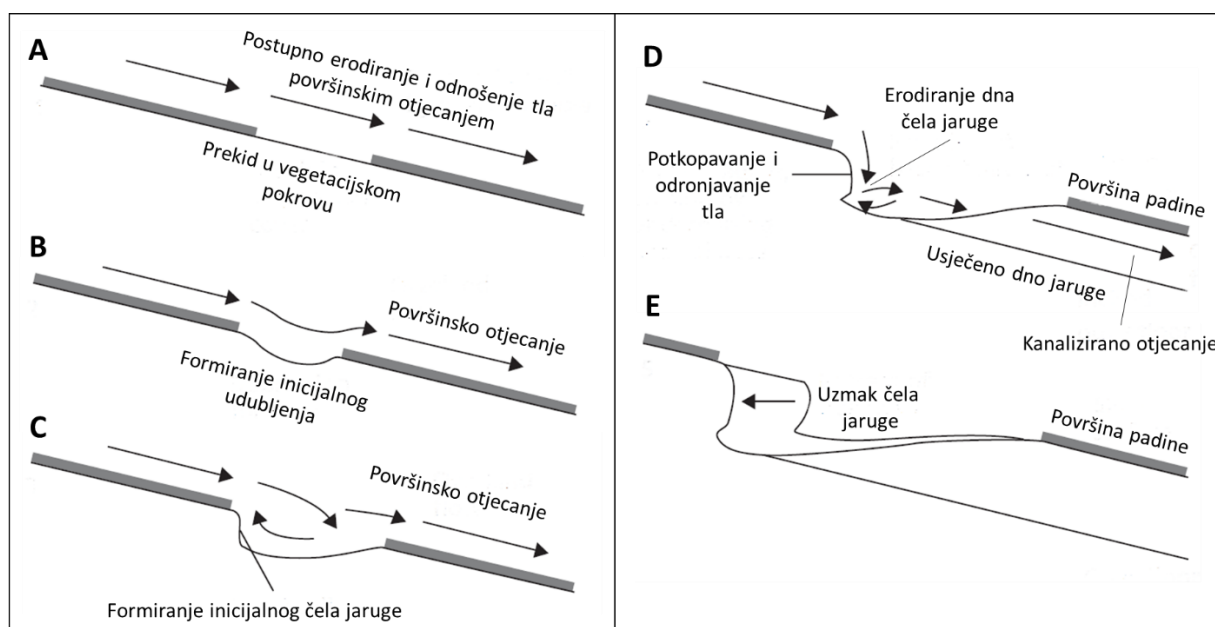 A
Postupno erodiranje i odnošenje tla
površinskim otjecanjem
Prekid u vegetacijskom
pokrovu
B
Površinsko otjecanje
Formiranje inicijalnog
udubljenja
C
Površinsko otjecanje
Formiranje inicijalnog čela jaruge
D
Erodiranje dna
čela jaruge
Potkopavanje i
odronjavanje
tla
Površina padine
Usječeno dno jaruge
Kanalizirano otjecanje
E
Uzmak čela
jaruge
Površina padine